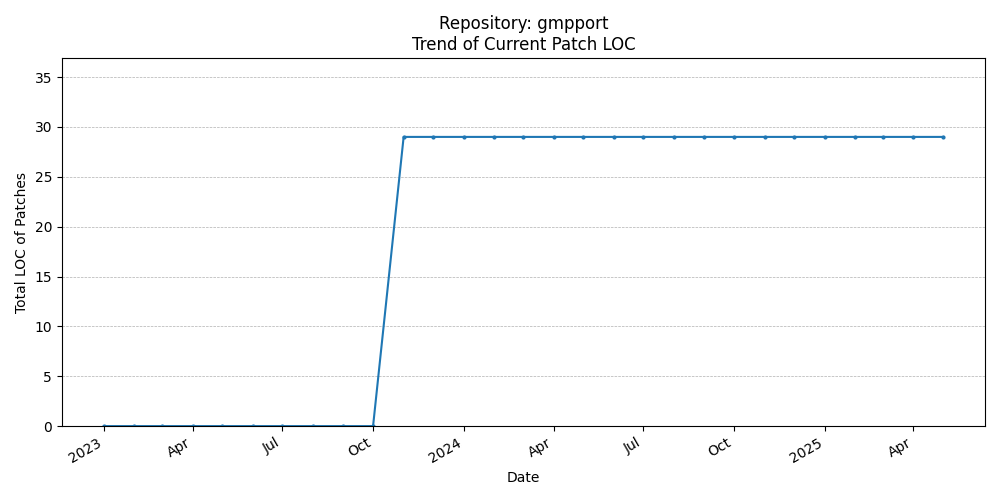 Repository: gmpport
Trend of Current Patch LOC
Total LOC of Patches
35
30
25
20
15
10
5
0
2023
Apr
Jul
Oct
2024
Apr
Jul
Oct
2025
Apr
Date